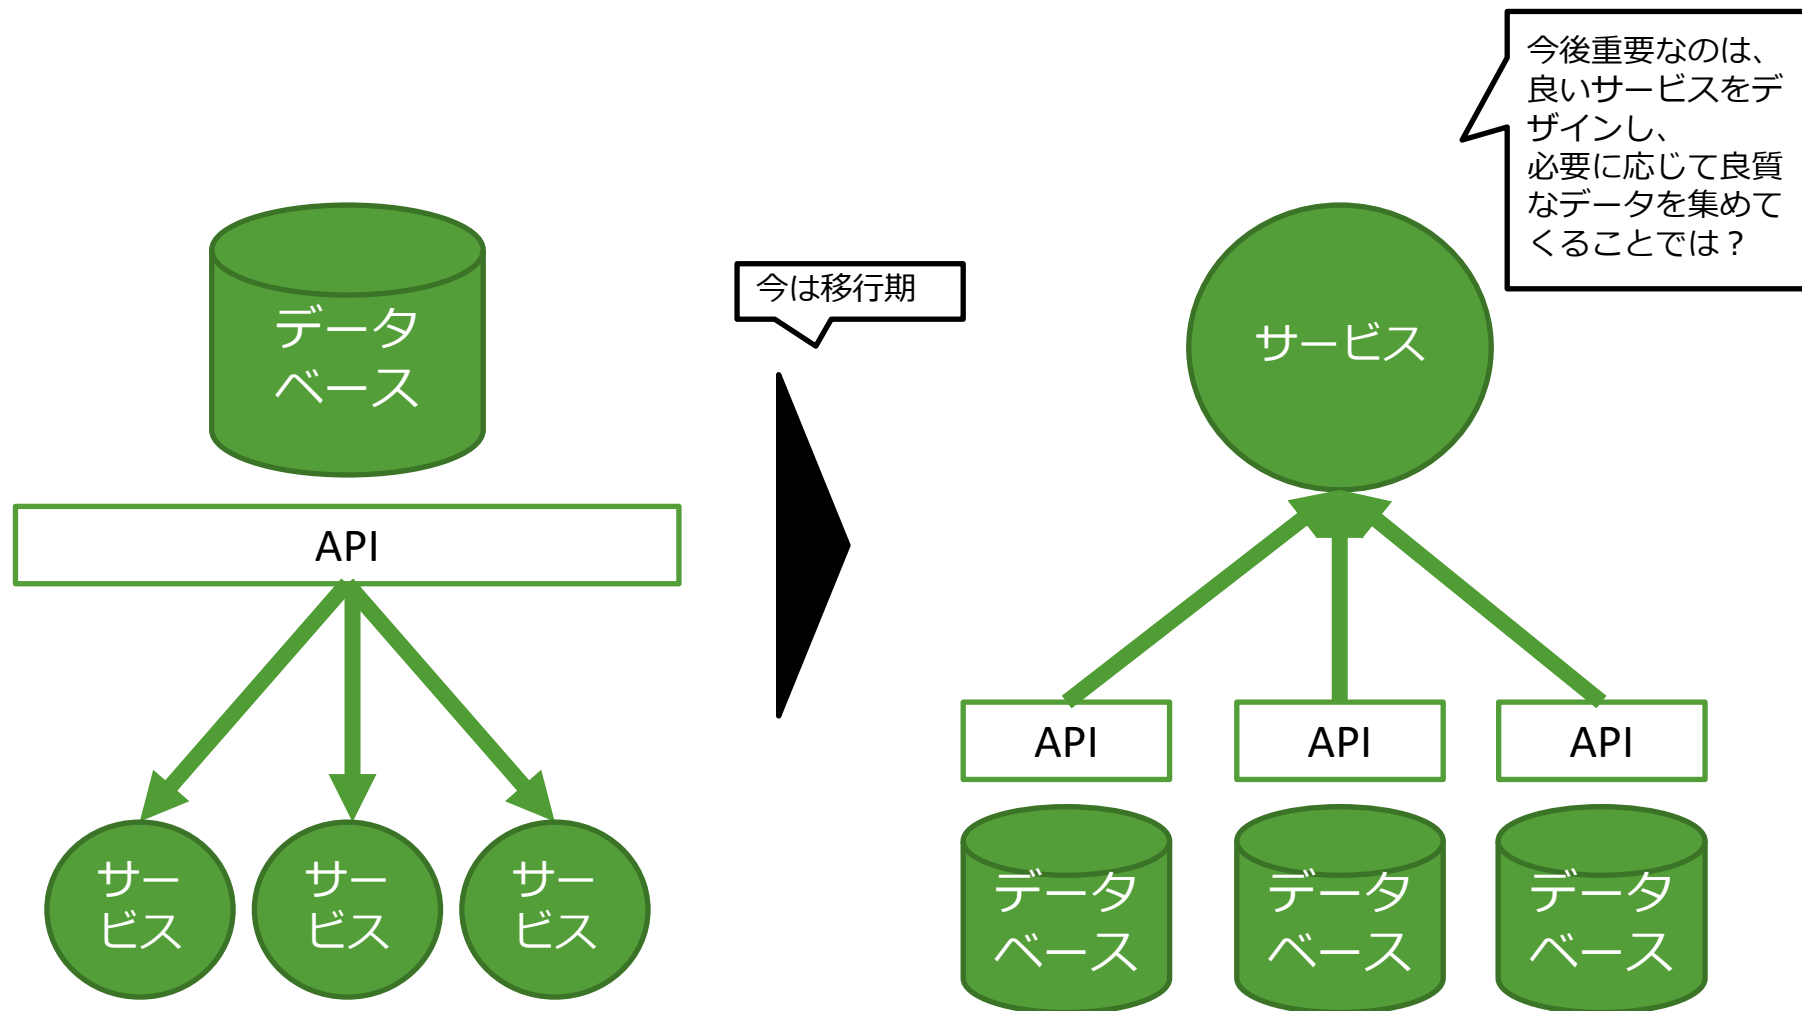 データ
ベース
API
サー
ビス
サー
ビス
サー
ビス
今は移行期
今後重要なのは、
良いサービスをデ
ザインし、
必要に応じて良質
なデータを集めて
くることでは？
サービス
API
API
API
データ
ベース
データ
ベース
データ
ベース